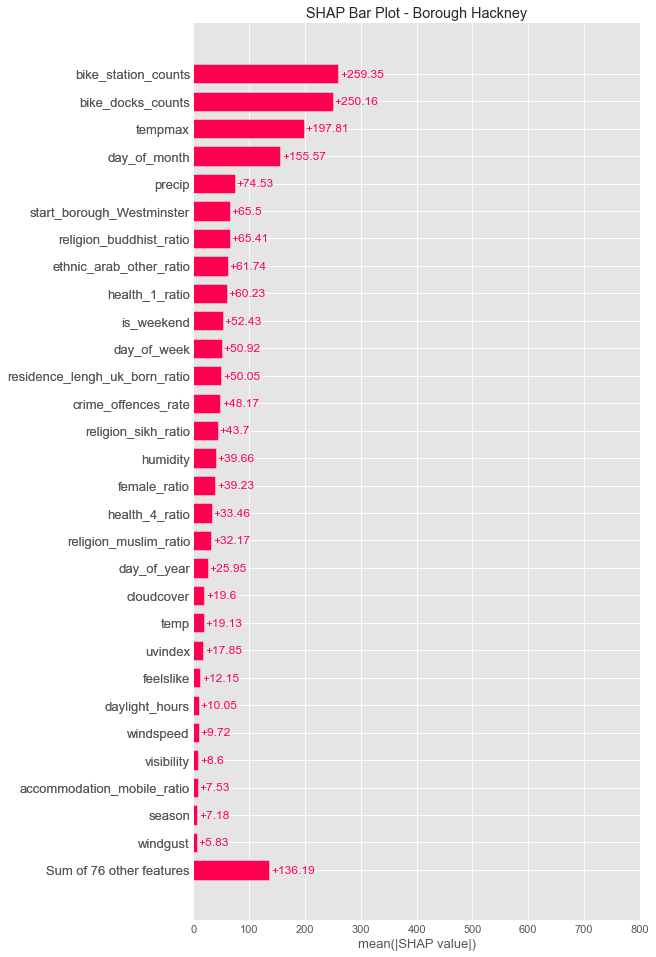 SHAP Bar Plot - Borough Hackney
bike_station_counts +259.35
bike_docks_counts +250.16
tempmax +197.81
day_of_month +155.57
precip +74.53
start_borough_Westminster +65.5
religion_buddhist_ratio +65.41
ethnic_arab_other_ratio +61.74
health_1_ratio +60.23
is_weekend +52.43
day_of_week +50.92
residence_lengh_uk_born_ratio +50.05
crime_offences_rate +48.17
religion_sikh_ratio +43.7
humidity +39.66
female_ratio +39.23
health_4_ratio +33.46
religion_muslim_ratio +32.17
day_of_year +25.95
cloudcover +19.6
temp +19.13
uvindex +17.85
feelslike +12.15
daylight_hours +10.05
windspeed +9.72
visibility +8.6
accommodation_mobile_ratio +7.53
season +7.18
windgust +5.83
Sum of 76 other features +136.19
0 100 200 300 400 500 600 700 800
mean(|SHAP value|)